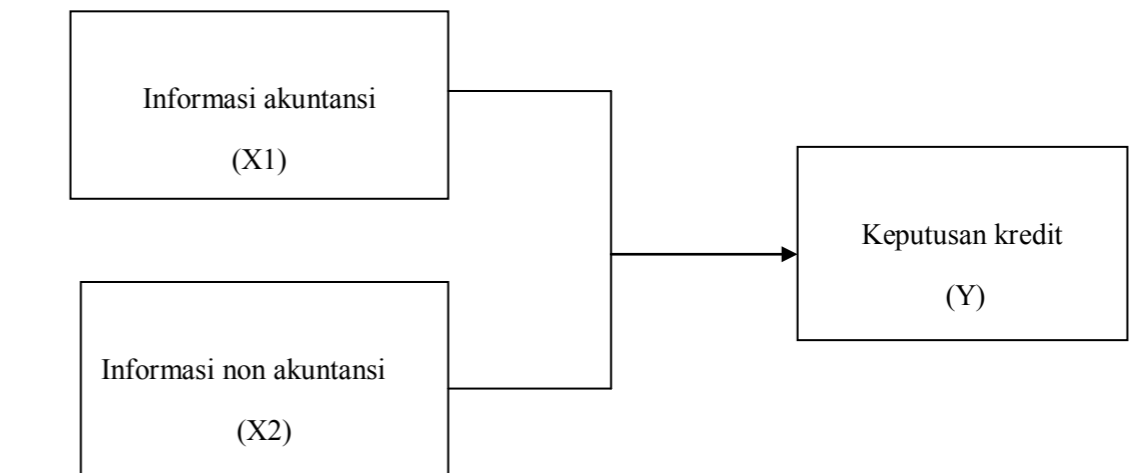 Informasi akuntansi
(X1)
Keputusan kredit
(Y)
Informasi non akuntansi
(X2)